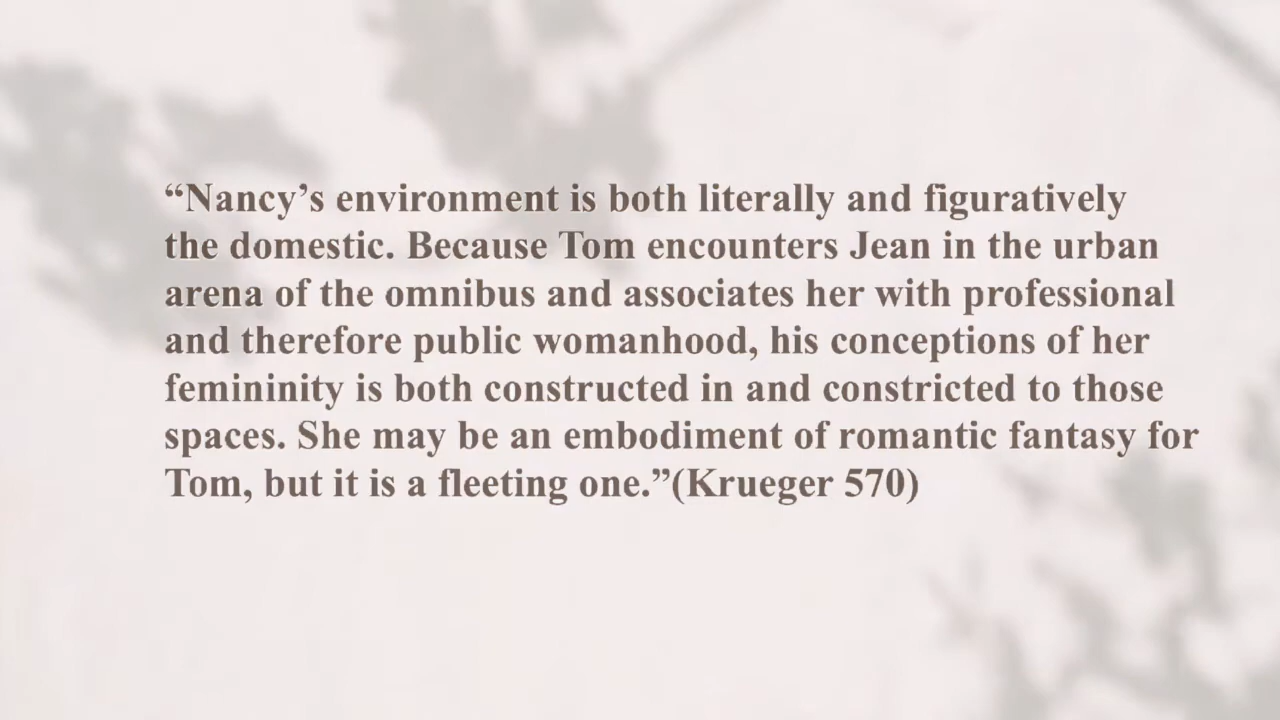 “Nancy’s environment is both literally and figuratively
the domestic. Because Tom encounters Jean in the urban
arena of the omnibus and associates her with professional
and therefore public womanhood, his conceptions of her
femininity is both constructed in and constricted to those
spaces. She may be an embodiment of romantic fantasy for
Tom, but it is a fleeting one.”(Krueger 570)